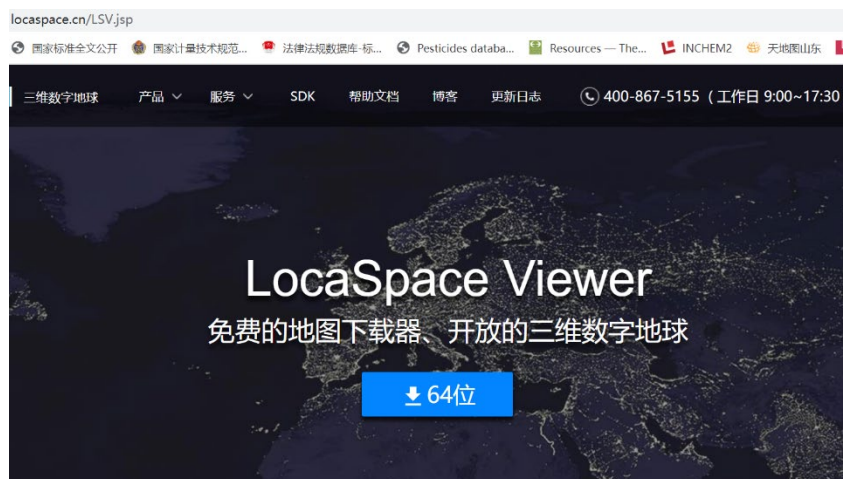 locaspace.cn/LSV.jsp
国家标准全文公开 国家计量技术规范... 法律法规数据库-标... Pesticides databa... Resources — The... INCHEM2 天地图山东
三维数字地球 产品 服务 SDK 帮助文档 博客 更新日志 400-867-5155 ( 工作日 9:00~17:30
LocaSpace Viewer
免费的地图下载器、开放的三维数字地球
64位